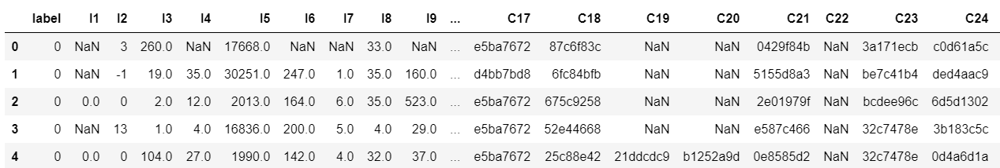 label I1 I2 I3 I4 I5 I6 I7 I8 I9 ... C17 C18 C19 C20 C21 C22 C23 C24
0 0 NaN 3 260.0 NaN 17668.0 NaN NaN 33.0 NaN ... e5ba7672 87c6f83c NaN NaN 0429f84b NaN 3a171ecb c0d61a5c
1 0 NaN -1 19.0 35.0 30251.0 247.0 1.0 35.0 160.0 ... d4bb7bd8 6fc84bfb NaN NaN 5155d8a3 NaN be7c41b4 ded4aac9
2 0 0.0 0 2.0 12.0 2013.0 164.0 6.0 35.0 523.0 ... e5ba7672 675c9258 NaN NaN 2e01979f NaN bcdee96c 6d5d1302
3 0 NaN 13 1.0 4.0 16836.0 200.0 5.0 4.0 29.0 ... e5ba7672 52e44668 NaN NaN e587c466 NaN 32c7478e 3b183c5c
4 0 0.0 0 104.0 27.0 1990.0 142.0 4.0 32.0 37.0 ... e5ba7672 25c88e42 21ddcdc9 b1252a9d 0e8585d2 NaN 32c7478e 0d4a6d1a